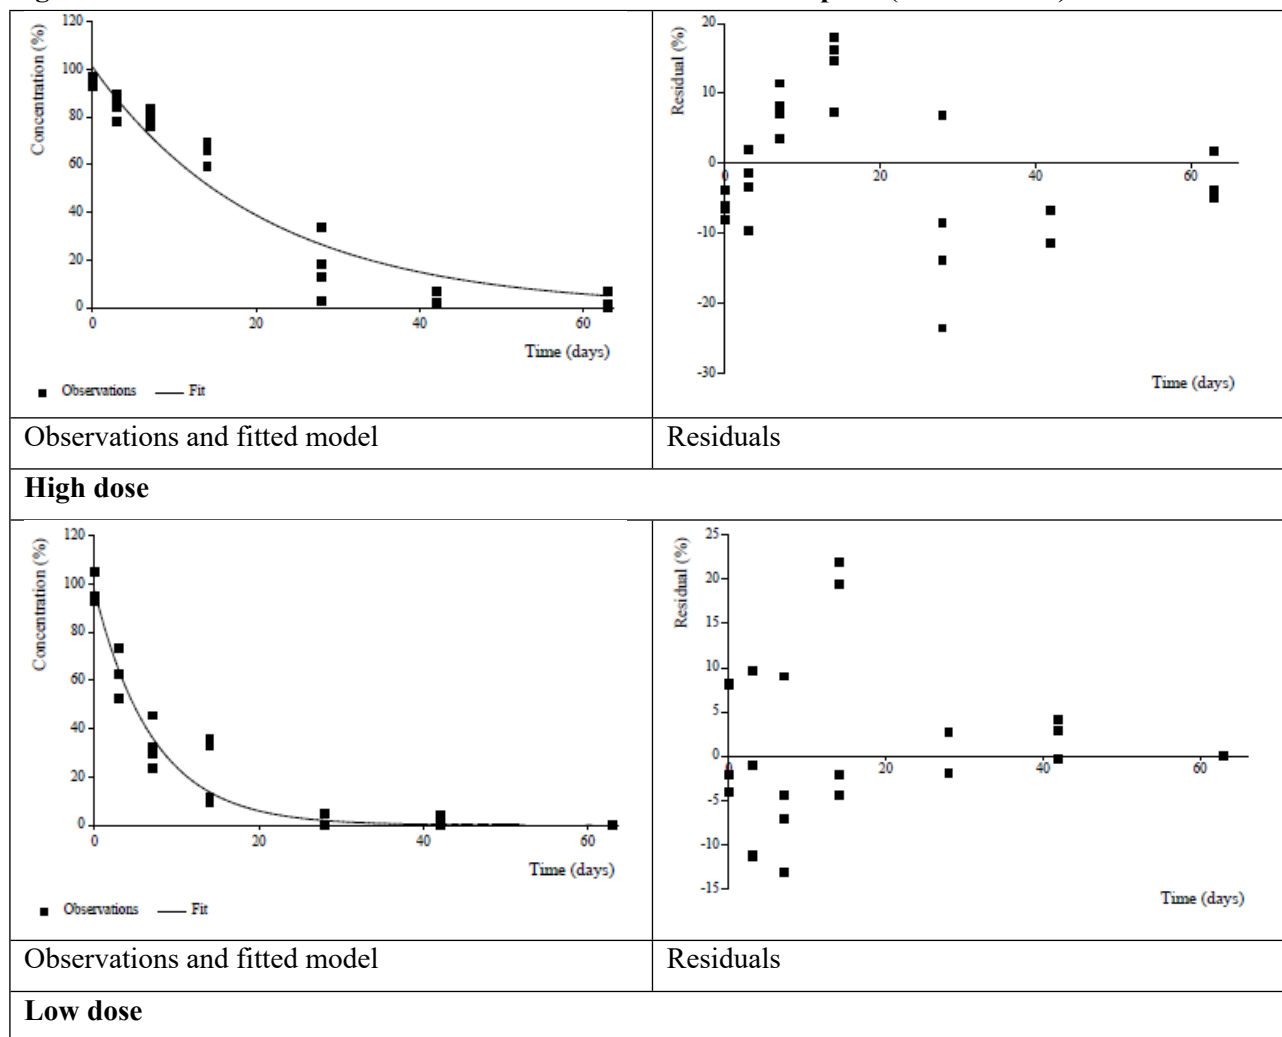 120
100
80
60
40
20
0
Concentration (%)
0 20 40 60
Time (days)
Observations Fit
20
10
0
-10
-20
-30
Residual (%)
0 20 40 60
Time (days)
Observations and fitted model Residuals
High dose
120
100
80
60
40
20
0
Concentration (%)
0 20 40 60
Time (days)
Observations Fit
25
20
15
10
5
0
-5
-10
-15
Residual (%)
0 20 40 60
Time (days)
Observations and fitted model Residuals
Low dose